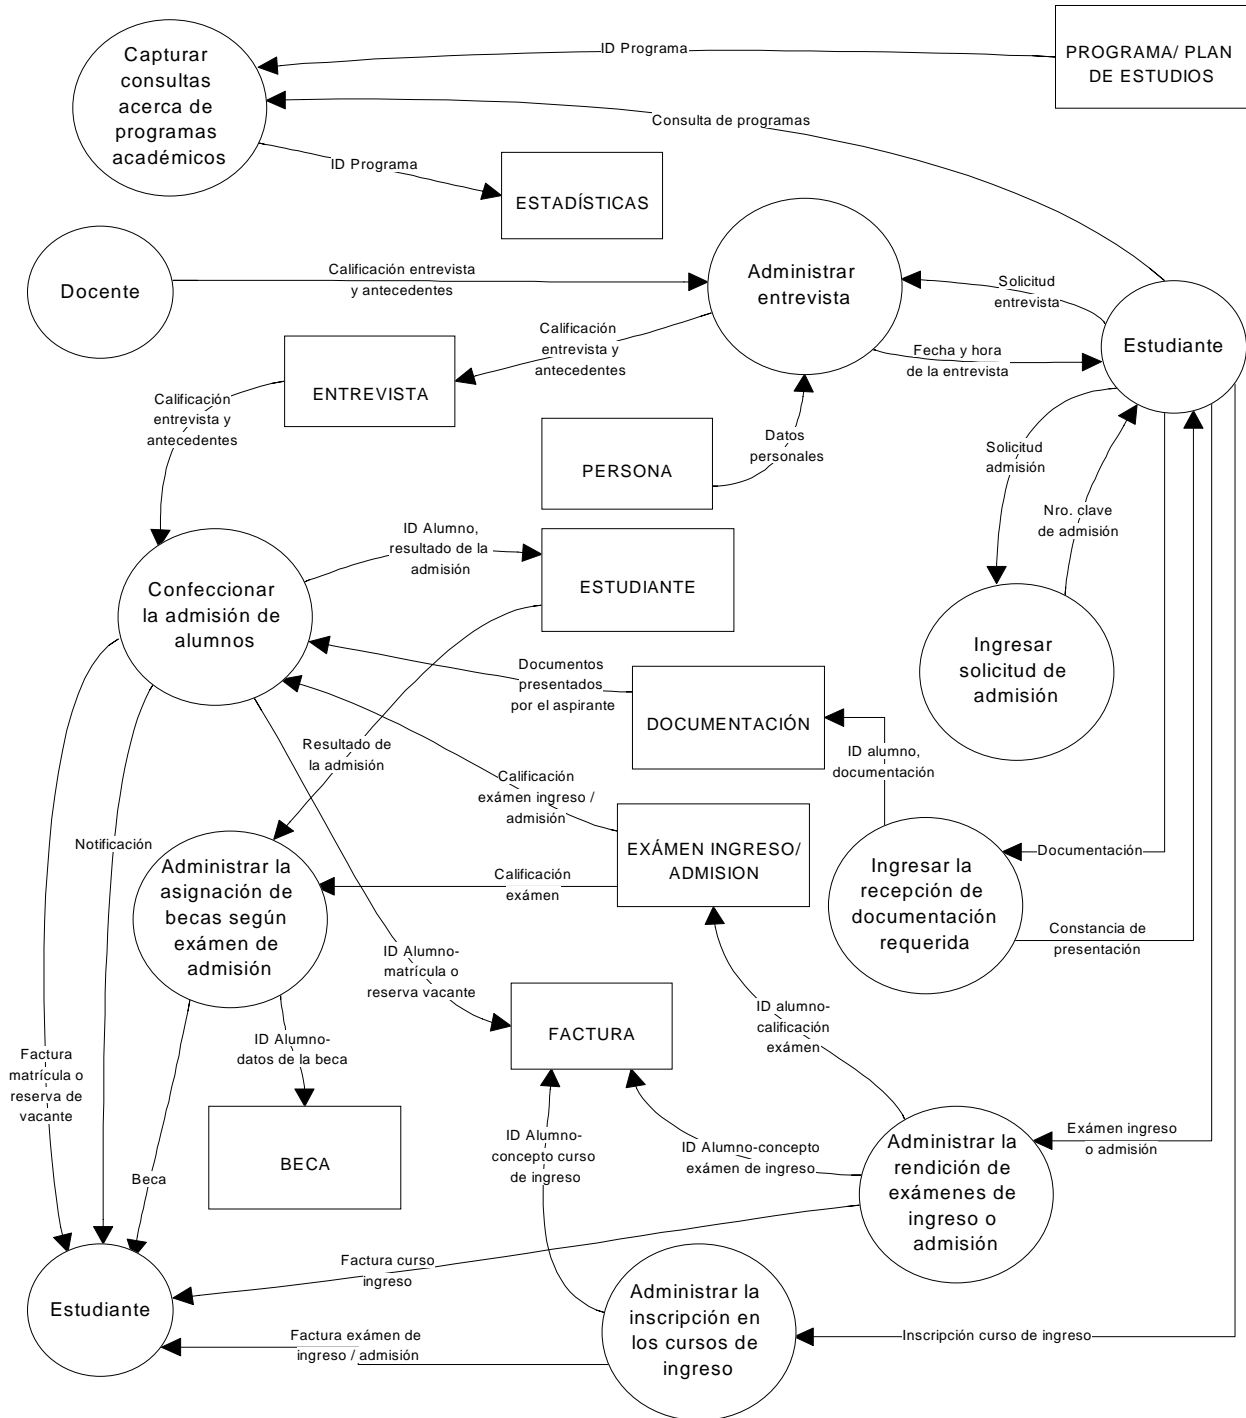 ID Programa
PROGRAMA/ PLAN
DE ESTUDIOS
Capturar
consultas
acerca de
programas
académicos
Consulta de programas
ID Programa
ESTADÍSTICAS
Docente
Calificación entrevista
y antecedentes
Administrar
entrevista
Solicitud
entrevista
Estudiante
Fecha y hora
de la entrevista
Calificación
entrevista y
antecedentes
ENTREVISTA
Calificación
entrevista y
antecedentes
PERSONA
Datos
personales
Solicitud
admisión
Nro. clave
de admisión
ID Alumno,
resultado de la
admisión
ESTUDIANTE
Confeccionar
la admisión de
alumnos
Ingresar
solicitud de
admisión
Documentos
presentados
por el aspirante
DOCUMENTACIÓN
ID alumno,
documentación
Resultado de
la admisión
Calificación
exámen ingreso /
admisión
EXÁMEN INGRESO/
ADMISION
Notificación
Administrar la
asignación de
becas según
exámen de
admisión
Calificación
exámen
Ingresar la
recepción de
documentación
requerida
Documentación
Constancia de
presentación
ID Alumno-
matrícula o
reserva vacante
FACTURA
ID alumno-
calificación
exámen
Factura
matrícula o
reserva de
vacante
ID Alumno-
datos de la beca
BECA
Beca
ID Alumno-
concepto curso
de ingreso
ID Alumno-concepto
exámen de ingreso
Administrar la
rendición de
exámenes de
ingreso o
admisión
Exámen ingreso
o admisión
Factura curso
ingreso
Estudiante
Factura exámen de
ingreso / admisión
Administrar la
inscripción en
los cursos de
ingreso
Inscripción curso de ingreso